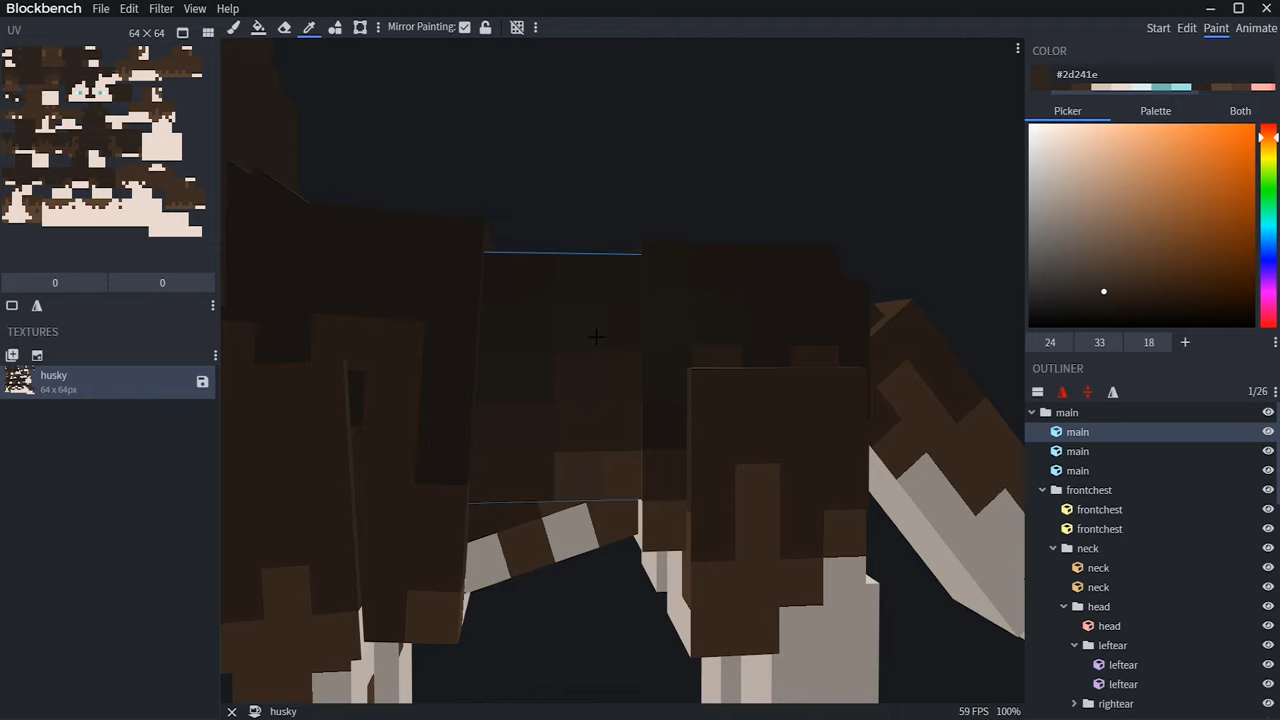 Blockbench File Edit Filter View Help
UV 64 × 64 Mirror Painting: Start Edit Paint Animate
COLOR
#2d241e
Picker Palette Both
0 0
TEXTURES
husky
64 x 64px
24 33 18
OUTLINER
1/26
main
main
main
main
frontchest
frontchest
frontchest
neck
neck
neck
head
head
leftear
leftear
leftear
rightear
husky 59 FPS 100%